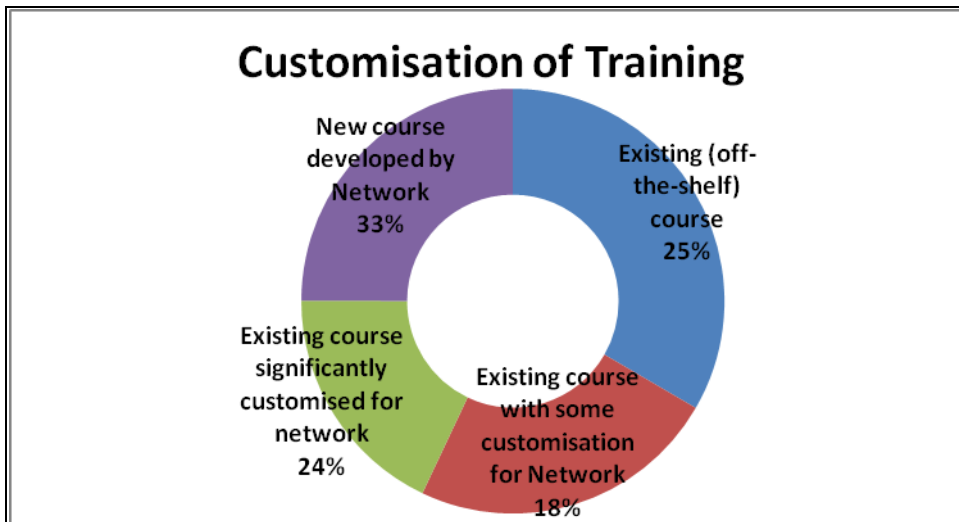 Customisation of Training
New course
developed by
Network
33%
Existing (off-
the-shelf)
course
25%
Existing course
significantly
customised for
network
24%
Existing course
with some
customisation
for Network
18%